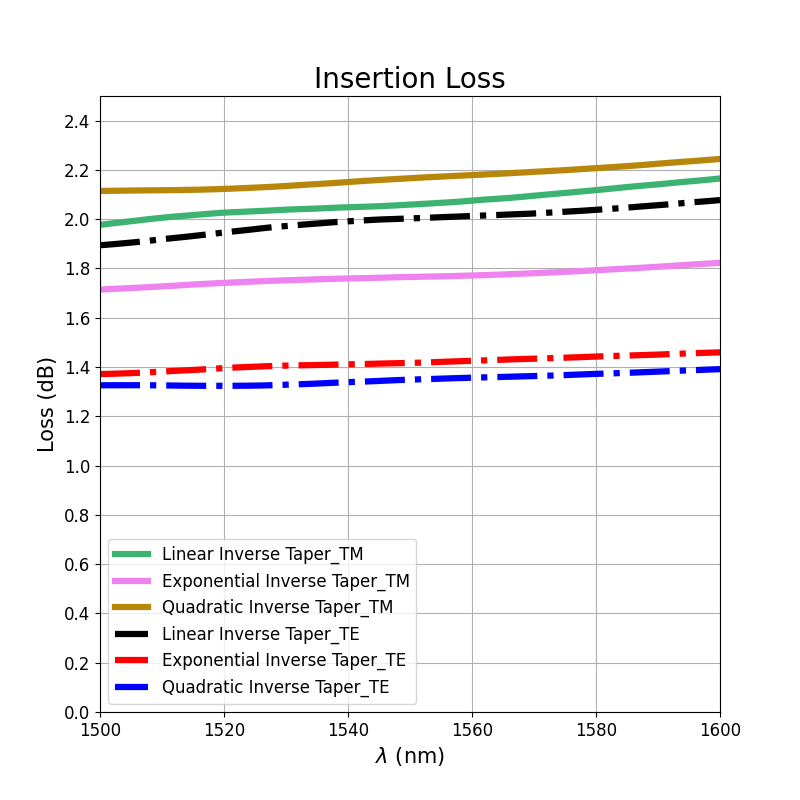 Insertion Loss
Loss (dB)
2.4
2.2
2.0
1.8
1.6
1.4
1.2
1.0
0.8
0.6
0.4
0.2
0.0
Linear Inverse Taper_TM
Exponential Inverse Taper_TM
Quadratic Inverse Taper_TM
Linear Inverse Taper_TE
Exponential Inverse Taper_TE
Quadratic Inverse Taper_TE
1500 1520 1540 1560 1580 1600
λ (nm)